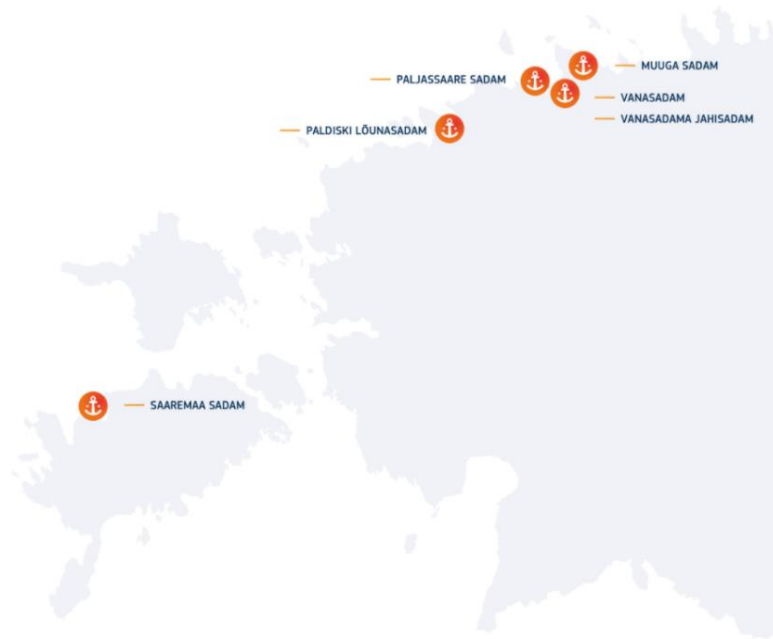 MUUGA SADAM
PALJASSAARE SADAM
VANASADAM
VANASADAMA JAHISADAM
PALDISKI LÕUNASADAM
SAAREMAA SADAM